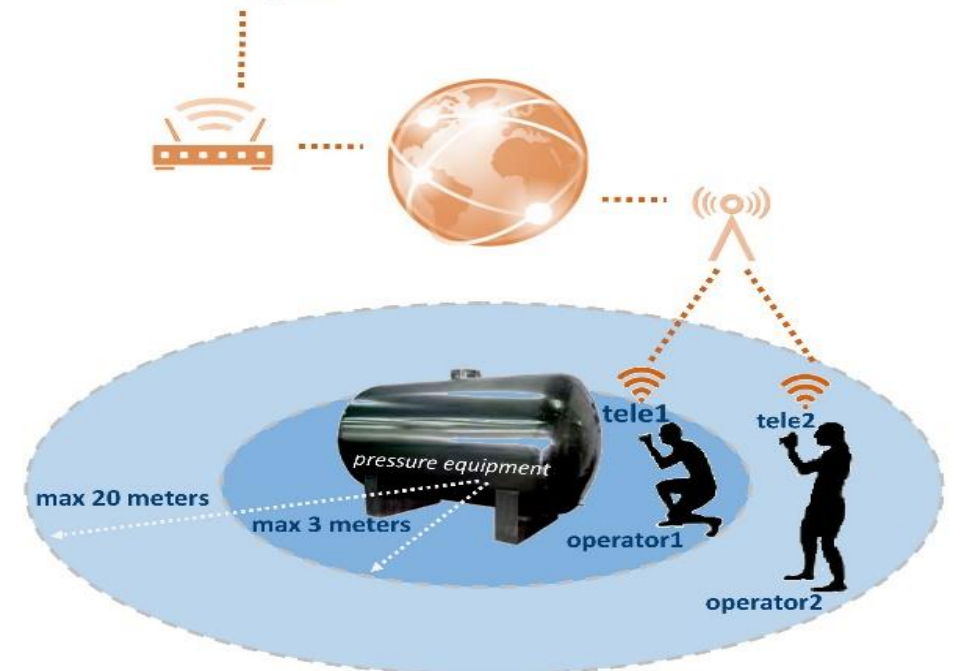 tele1
tele2
pressure equipment
max 20 meters
max 3 meters
operator1
operator2